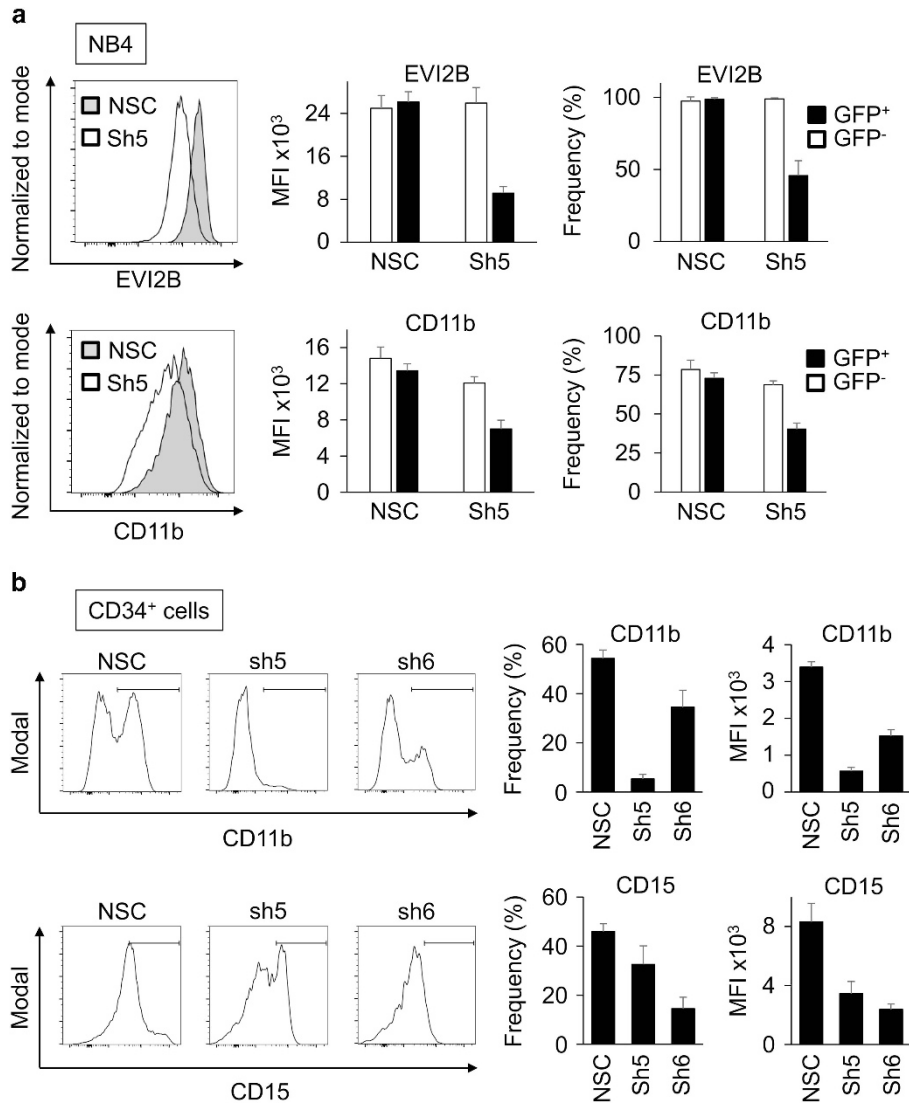 a
NB4
Normalized to mode
NSC
Sh5
EVI2B
EVI2B
MFI x10³
24
16
8
0
NSC Sh5
EVI2B
Frequency (%)
100
50
0
NSC Sh5
GFP⁺
GFP⁻
Normalized to mode
NSC
Sh5
CD11b
CD11b
MFI x10³
16
12
8
4
0
NSC Sh5
CD11b
Frequency (%)
100
75
50
25
0
NSC Sh5
GFP⁺
GFP⁻
b
CD34⁺ cells
Modal
NSC sh5 sh6
CD11b
CD11b
Frequency (%)
60
40
20
0
NSC
Sh5
Sh6
CD11b
MFI x10³
4
3
2
1
0
NSC
Sh5
Sh6
Modal
NSC sh5 sh6
CD15
CD15
Frequency (%)
60
40
20
0
NSC
Sh5
Sh6
CD15
MFI x10³
8
4
0
NSC
Sh5
Sh6